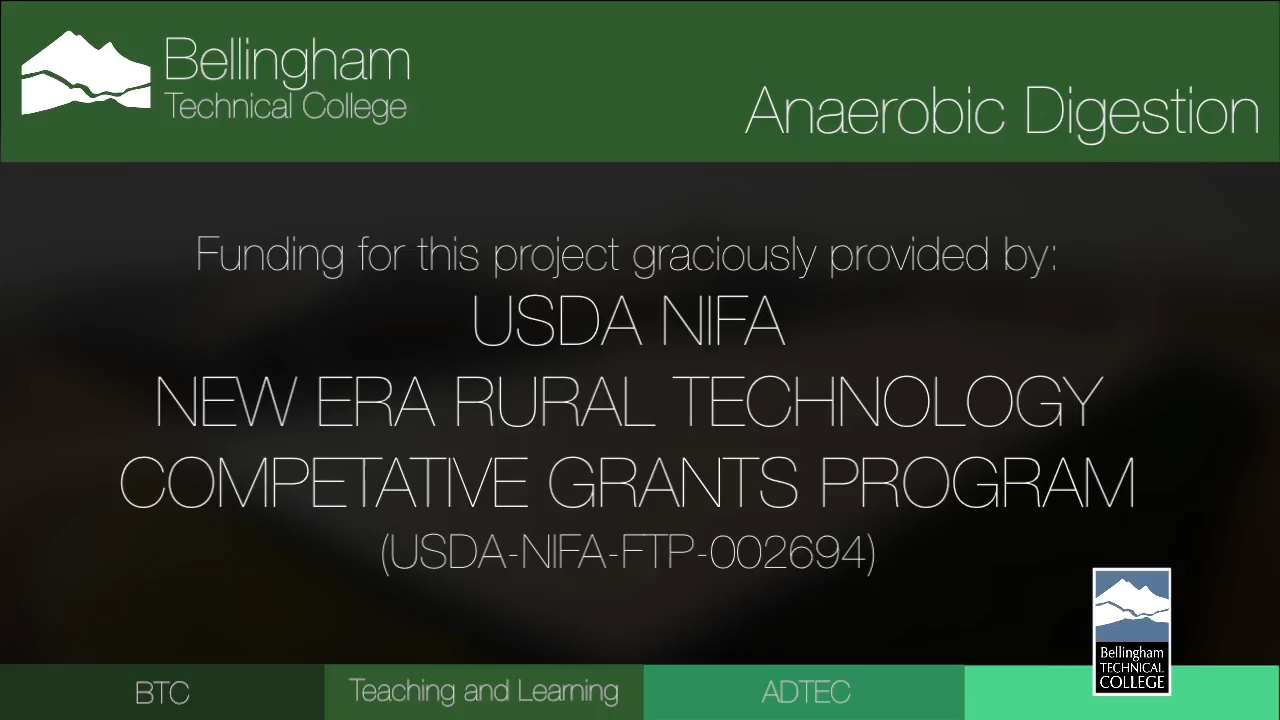 Bellingham
Technical College
Anaerobic Digestion
Funding for this project graciously provided by:
USDA NIFA
NEW ERA RURAL TECHNOLOGY
COMPETATIVE GRANTS PROGRAM
(USDA-NIFA-FTP-002694)
Bellingham
TECHNICAL
COLLEGE
BTC
Teaching and Learning
ADTEC